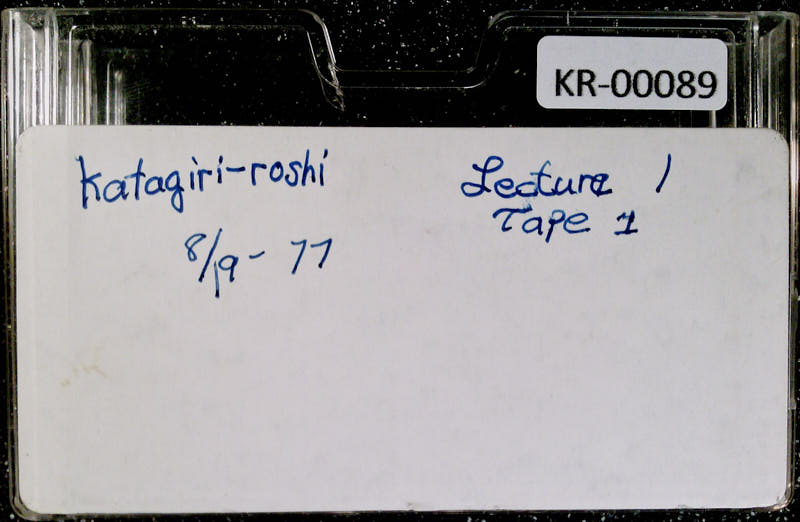 KR-00089
Katagiri-roshi
8/19-77
Lecture 1
Tape 1